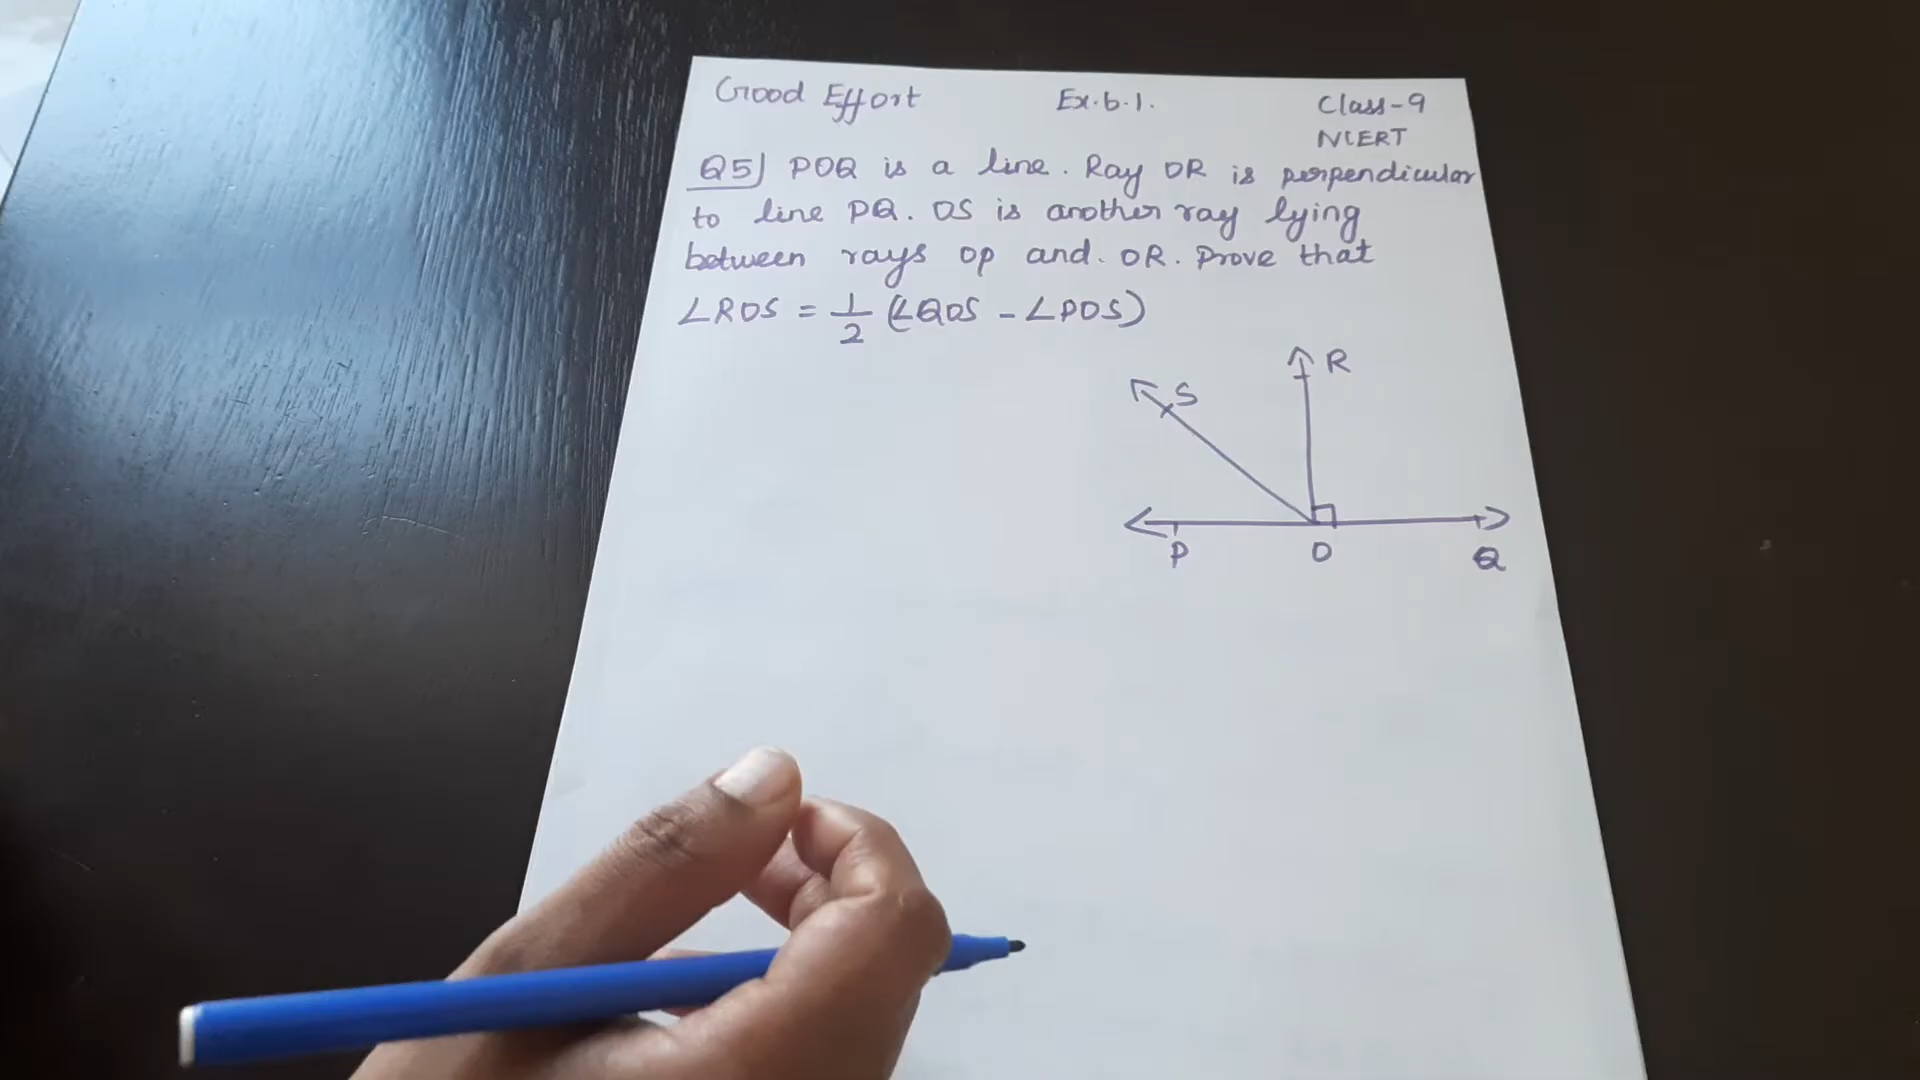 Good Effort Ex.6.1. Class-9
NCERT
Q5) POQ is a line. Ray OR is perpendicular
to line PQ. OS is another ray lying
between rays OP and. OR. Prove that
∠ROS = 1/2 (∠QOS - ∠POS)
R
S
P O Q